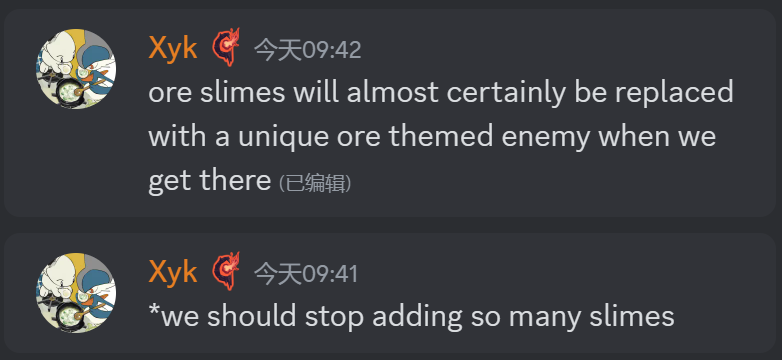 Xyk 今天09:42
ore slimes will almost certainly be replaced
with a unique ore themed enemy when we
get there (已编辑)
Xyk 今天09:41
*we should stop adding so many slimes